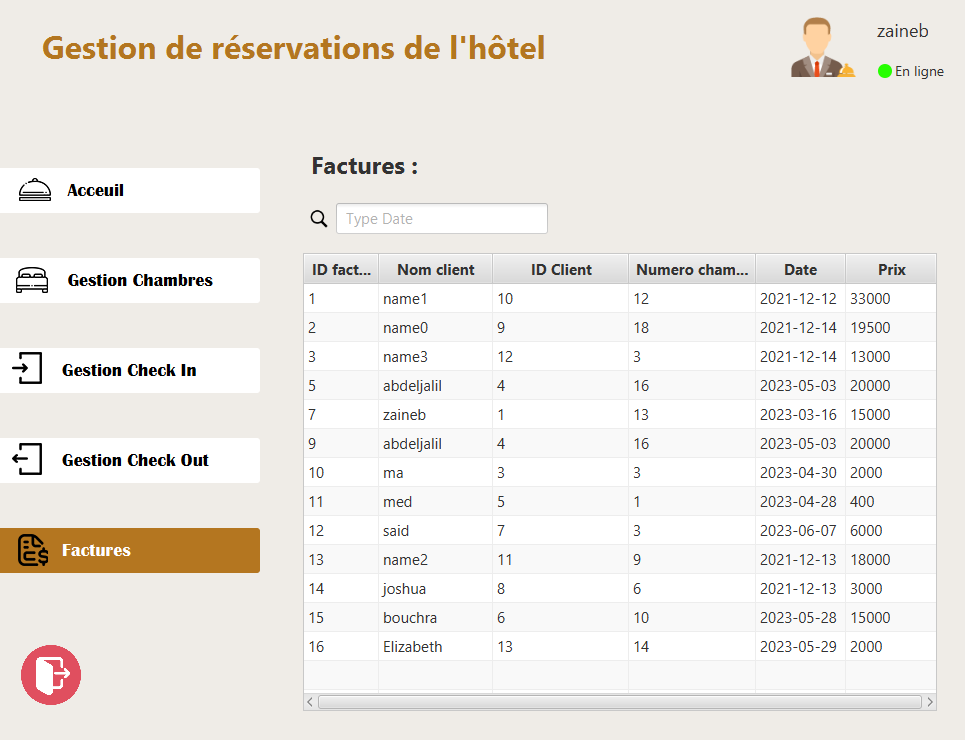 Gestion de réservations de l'hôtel
zaineb
En ligne
Factures :
Acceuil
Type Date
Gestion Chambres
Gestion Check In
Gestion Check Out
Factures
ID fact... Nom client ID Client Numero cham... Date Prix
1 name1 10 12 2021-12-12 33000
2 name0 9 18 2021-12-14 19500
3 name3 12 3 2021-12-14 13000
5 abdeljalil 4 16 2023-05-03 20000
7 zaineb 1 13 2023-03-16 15000
9 abdeljalil 4 16 2023-05-03 20000
10 ma 3 3 2023-04-30 2000
11 med 5 1 2023-04-28 400
12 said 7 3 2023-06-07 6000
13 name2 11 9 2021-12-13 18000
14 joshua 8 6 2021-12-13 3000
15 bouchra 6 10 2023-05-28 15000
16 Elizabeth 13 14 2023-05-29 2000